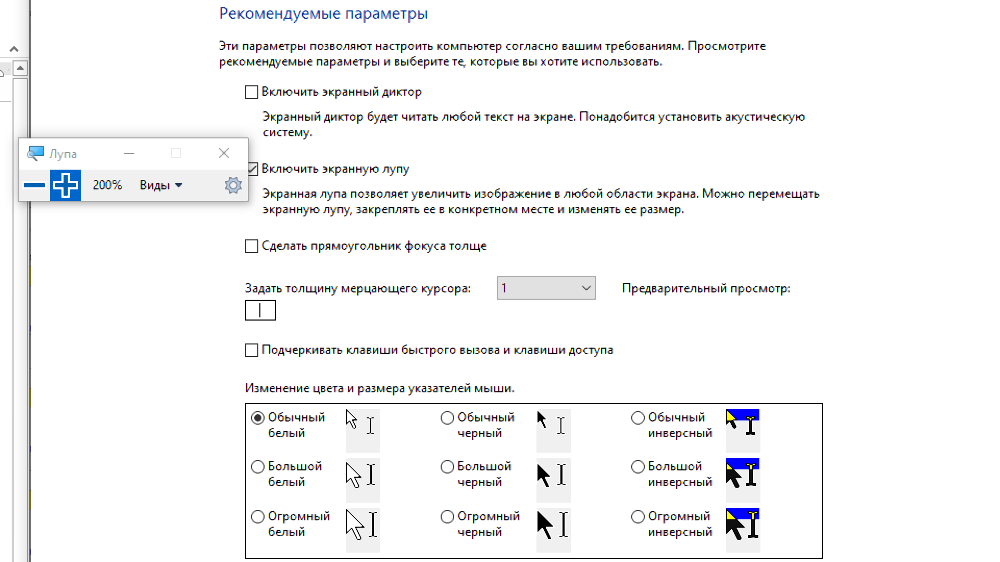 Рекомендуемые параметры
Эти параметры позволяют настроить компьютер согласно вашим требованиям. Просмотрите
рекомендуемые параметры и выберите те, которые вы хотите использовать.
Включить экранный диктор
Экранный диктор будет читать любой текст на экране. Понадобится установить акустическую
систему.
Лупа
200% Виды
Включить экранную лупу
Экранная лупа позволяет увеличить изображение в любой области экрана. Можно перемещать
экранную лупу, закреплять ее в конкретном месте и изменять ее размер.
Сделать прямоугольник фокуса толще
Задать толщину мерцающего курсора: 1 Предварительный просмотр:
Подчеркивать клавиши быстрого вызова и клавиши доступа
Изменение цвета и размера указателей мыши.
Обычный
белый
Обычный
черный
Обычный
инверсный
Большой
белый
Большой
черный
Большой
инверсный
Огромный
белый
Огромный
черный
Огромный
инверсный